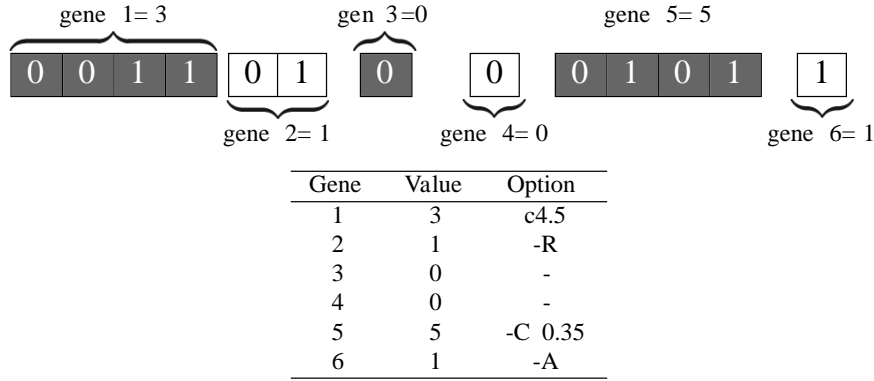 gene 1= 3 gen 3=0 gene 5= 5
0 0 1 1 0 1 0 0 0 1 0 1 1
gene 2= 1 gene 4= 0 gene 6= 1
Gene Value Option
1 3 c4.5
2 1 -R
3 0 -
4 0 -
5 5 -C 0.35
6 1 -A